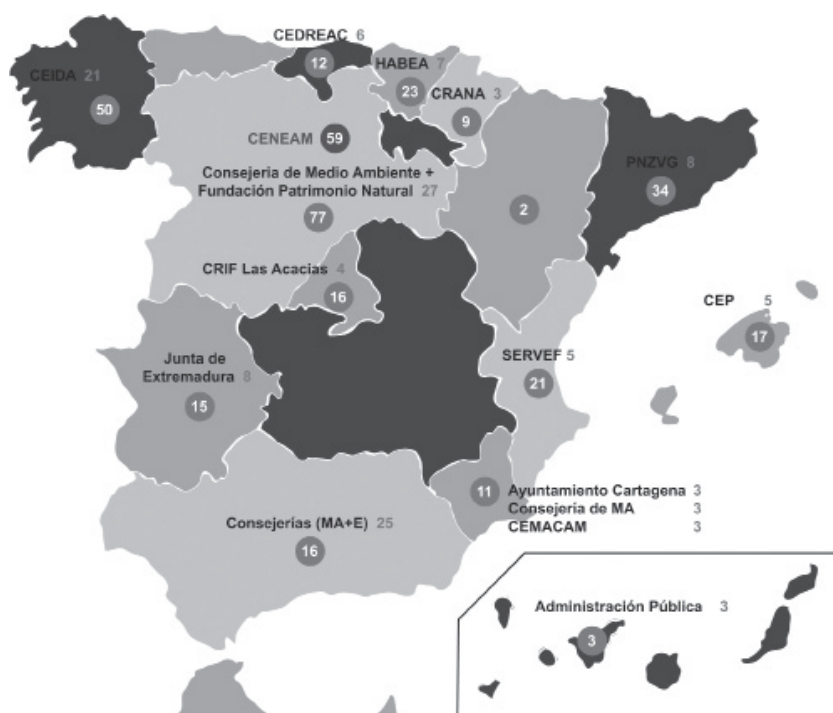 CEDREAC 6
12
HABEA 7
23
CEIDA 21
50
CRANA 3
9
CENEAM 59
Consejeria de Medio Ambiente +
Fundación Patrimonio Natural 27
77
PNZVG 8
34
2
CRIF Las Acacias 4
16
CEP 5
17
Junta de
Extremadura 8
15
SERVEF 5
21
11
Ayuntamiento Cartagena 3
Consejeria de MA 3
CEMACAM 3
Consejerías (MA+E) 25
16
Administración Pública 3
3